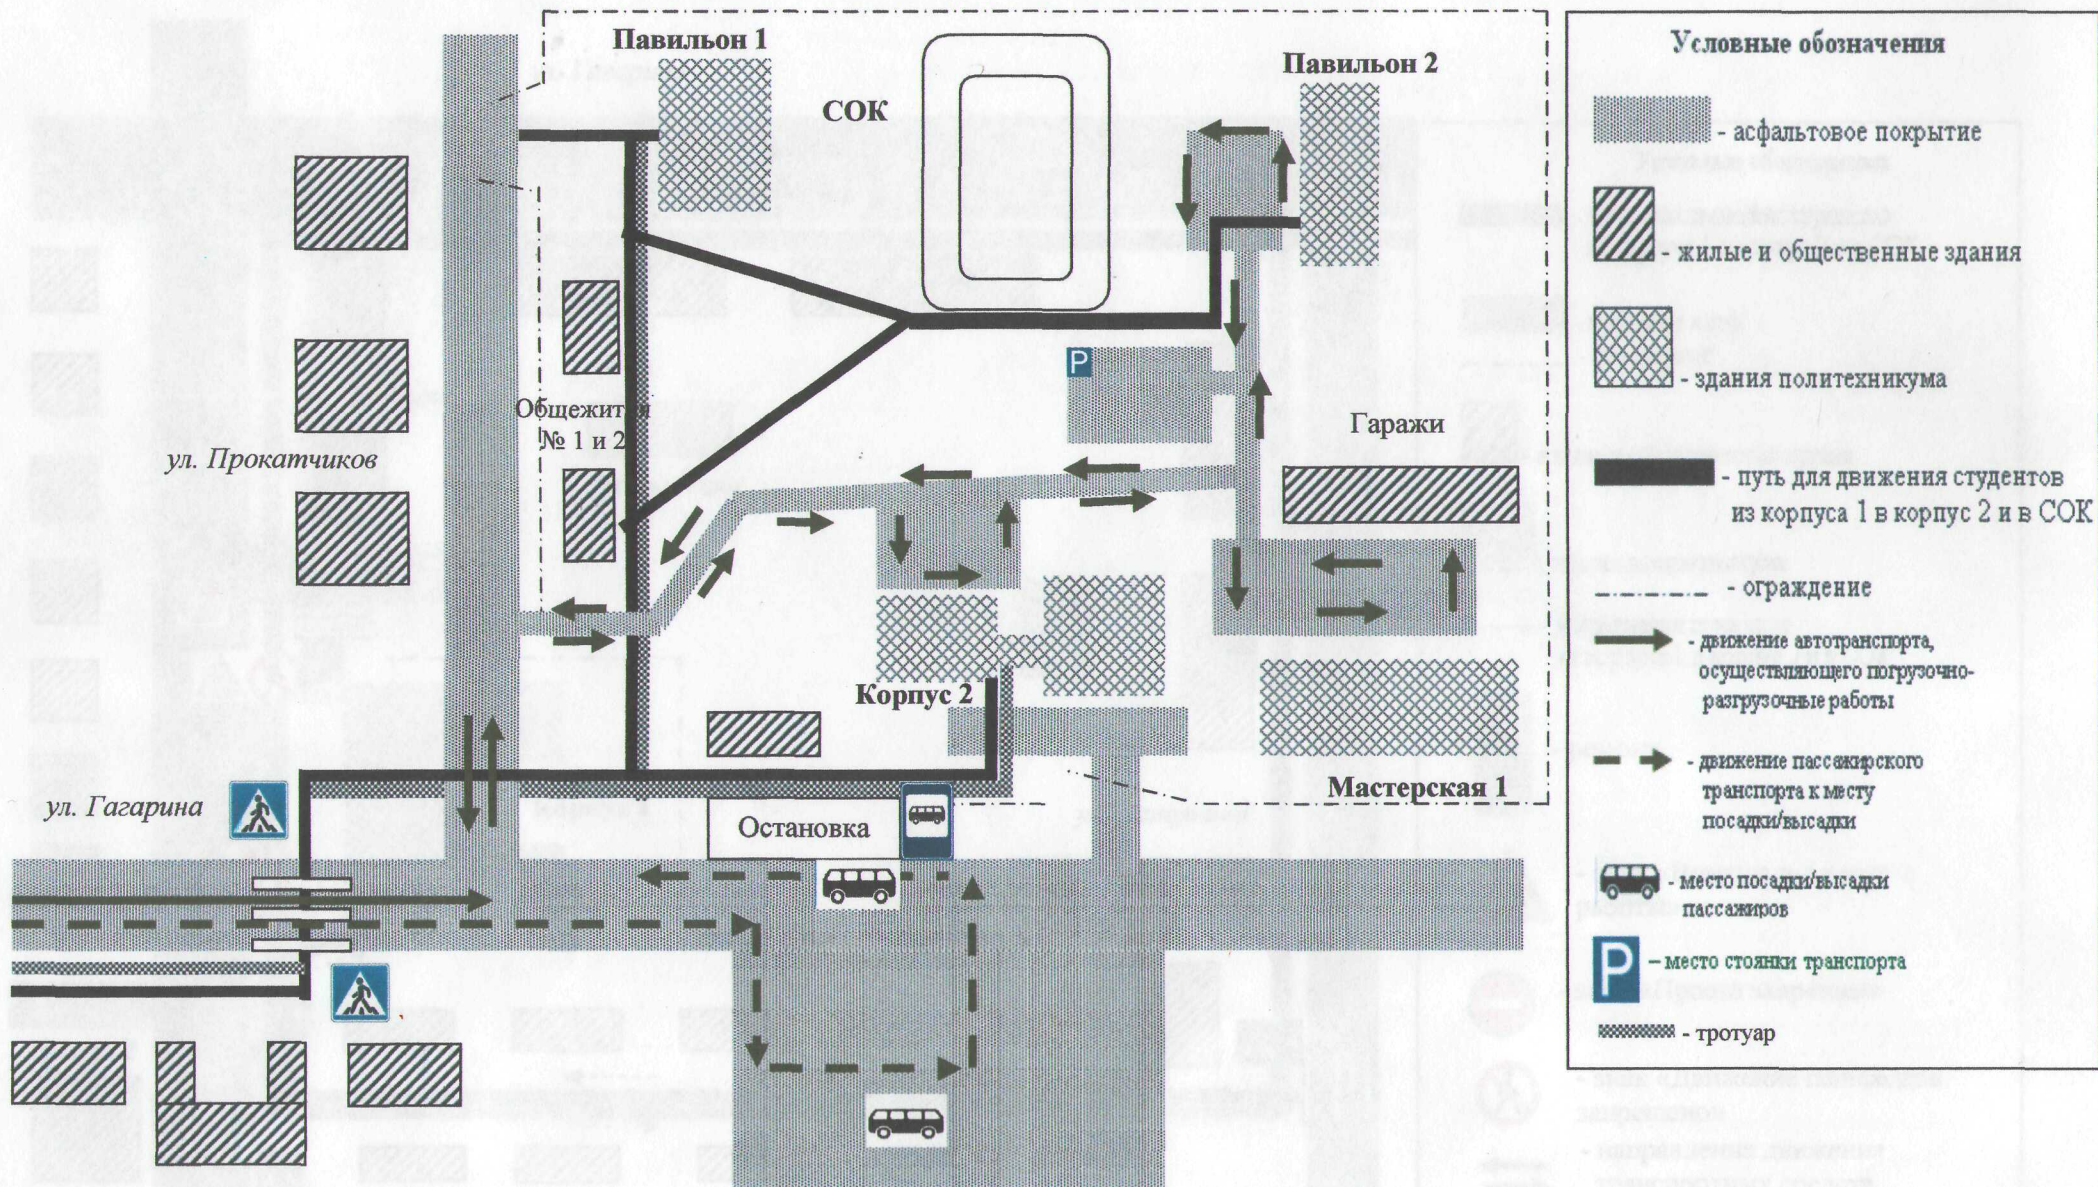 Павильон 1
СОК
Павильон 2
ул. Прокатчиков
Общежития
№ 1 и 2
P
Гаражи
Корпус 2
Мастерская 1
ул. Гагарина
Остановка
Условные обозначения
- асфальтовое покрытие
- жилые и общественные здания
- здания политехникума
- путь для движения студентов
из корпуса 1 в корпус 2 и в СОК
- ограждение
- движение автотранспорта,
осуществляющего погрузочно-
разгрузочные работы
- движение пассажирского
транспорта к месту
посадки/высадки
- место посадки/высадки
пассажиров
P – место стоянки транспорта
- тротуар